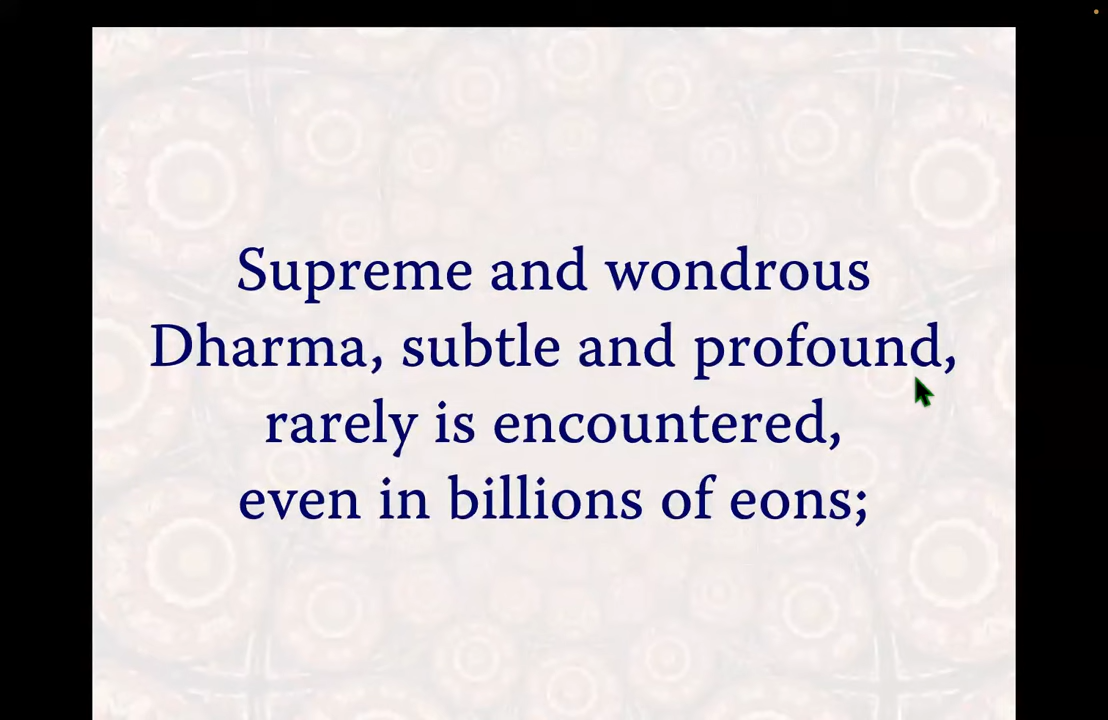 Supreme and wondrous
Dharma, subtle and profound,
rarely is encountered,
even in billions of eons;